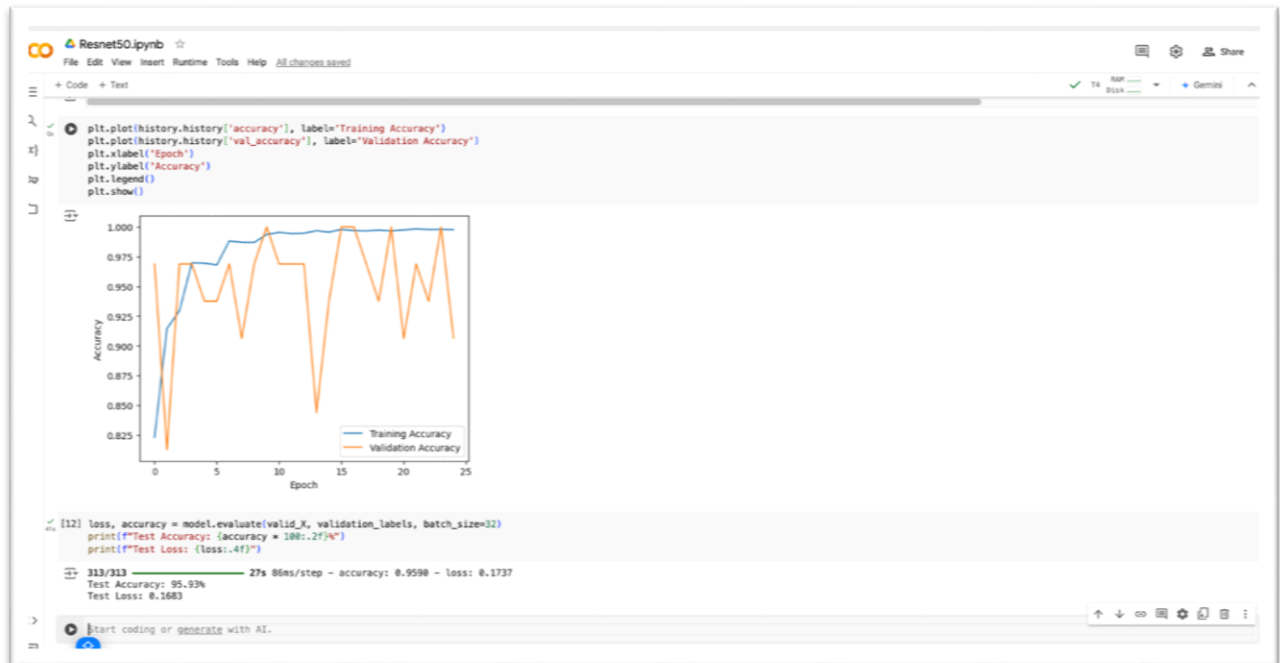 Resnet50.ipynb
Share
File Edit View Insert Runtime Tools Help All changes saved
+ Code + Text
T4 RAM Disk Gemini
plt.plot(history.history['accuracy'], label='Training Accuracy')
plt.plot(history.history['val_accuracy'], label='Validation Accuracy')
plt.xlabel('Epoch')
plt.ylabel('Accuracy')
plt.legend()
plt.show()
1.000
0.975
0.950
0.925
0.900
0.875
0.850
0.825
Accuracy
Training Accuracy
Validation Accuracy
0 5 10 15 20 25
Epoch
[12] loss, accuracy = model.evaluate(valid_X, validation_labels, batch_size=32)
print(f"Test Accuracy: {accuracy * 100:.2f}%")
print(f"Test Loss: {loss:.4f}")
313/313 27s 86ms/step - accuracy: 0.9590 - loss: 0.1737
Test Accuracy: 95.93%
Test Loss: 0.1683
Start coding or generate with AI.